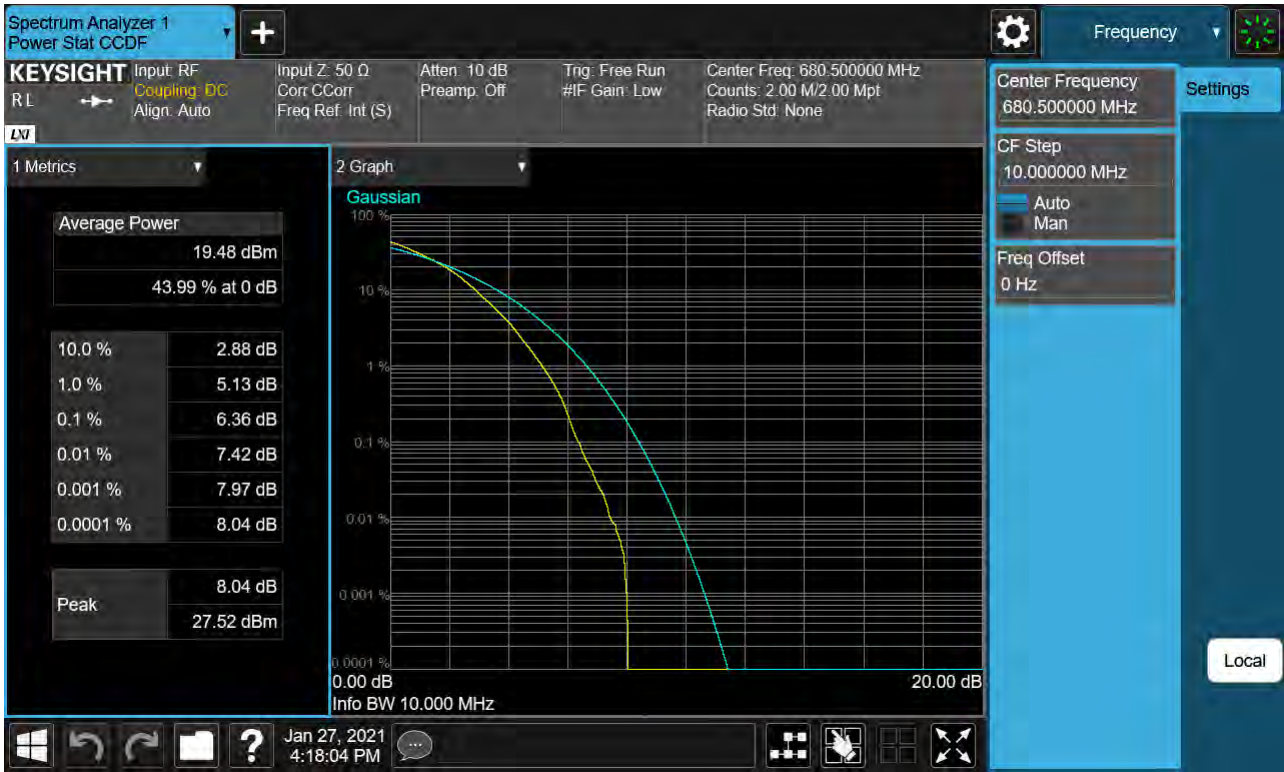 Spectrum Analyzer 1
Power Stat CCDF
+
Frequency
KEYSIGHT
R L
LXI
Input: RF
Coupling: DC
Align: Auto
Input Z: 50 Ω
Corr CCorr
Freq Ref: Int (S)
Atten: 10 dB
Preamp: Off
Trig: Free Run
#IF Gain: Low
Center Freq: 680.500000 MHz
Counts: 2.00 M/2.00 Mpt
Radio Std: None
Center Frequency
680.500000 MHz
Settings
CF Step
10.000000 MHz
Auto
Man
Freq Offset
0 Hz
Local
1 Metrics
Average Power
19.48 dBm
43.99 % at 0 dB
10.0 % 2.88 dB
1.0 % 5.13 dB
0.1 % 6.36 dB
0.01 % 7.42 dB
0.001 % 7.97 dB
0.0001 % 8.04 dB
Peak
8.04 dB
27.52 dBm
2 Graph
Gaussian
100 %
10 %
1 %
0.1 %
0.01 %
0.001 %
0.0001 %
0.00 dB 20.00 dB
Info BW 10.000 MHz
?
Jan 27, 2021
4:18:04 PM